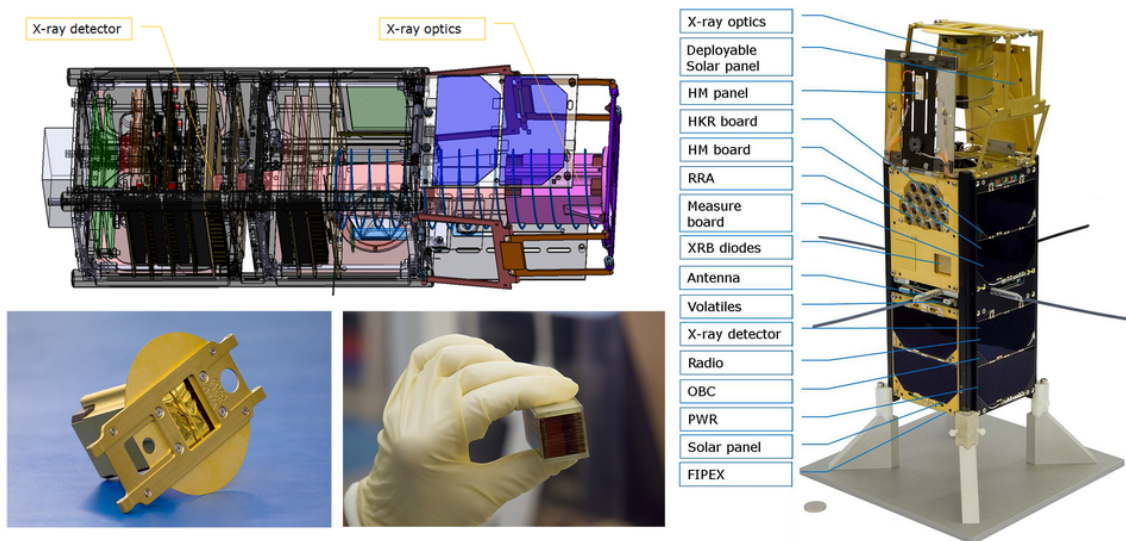 X-ray detector
X-ray optics
X-ray optics
Deployable
Solar panel
HM panel
HKR board
HM board
RRA
Measure
board
XRB diodes
Antenna
Volatiles
X-ray detector
Radio
OBC
PWR
Solar panel
FIPEX